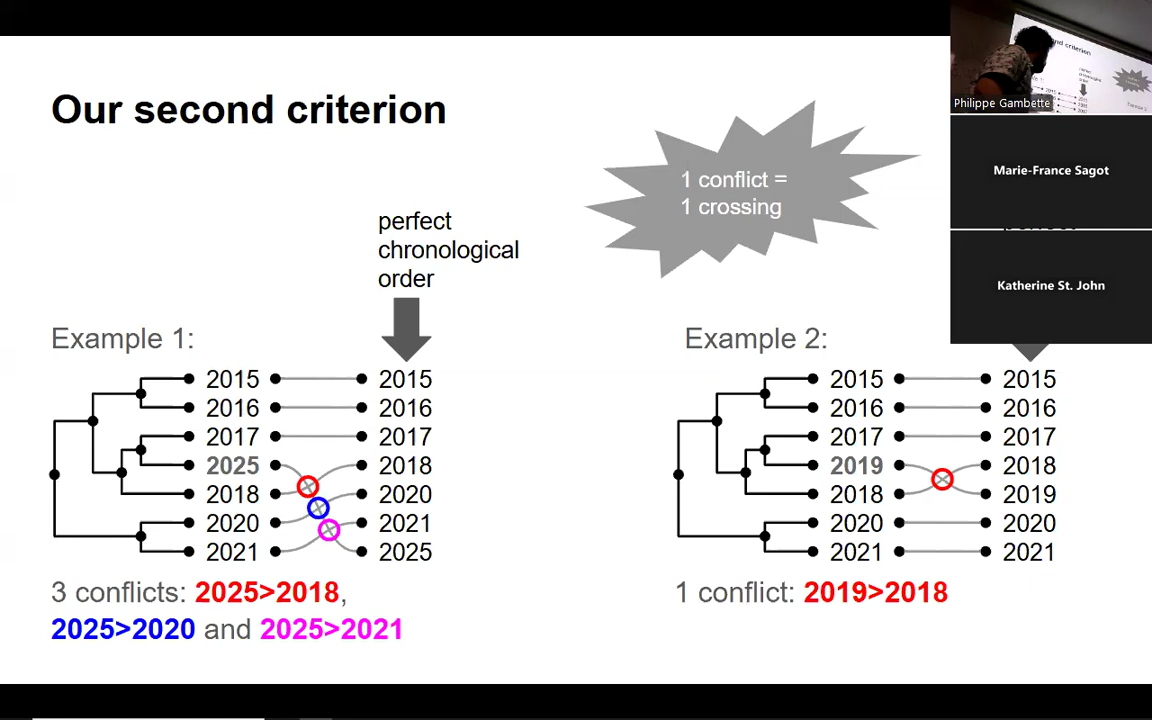 Our second criterion
1 conflict =
1 crossing
perfect
chronological
order
Example 1:
2015 2015
2016 2016
2017 2017
2025 2018
2018 2020
2020 2021
2021 2025
3 conflicts: 2025>2018,
2025>2020 and 2025>2021
Example 2:
2015 2015
2016 2016
2017 2017
2019 2018
2018 2019
2020 2020
2021 2021
1 conflict: 2019>2018
Philippe Gambette
Marie-France Sagot
Katherine St. John